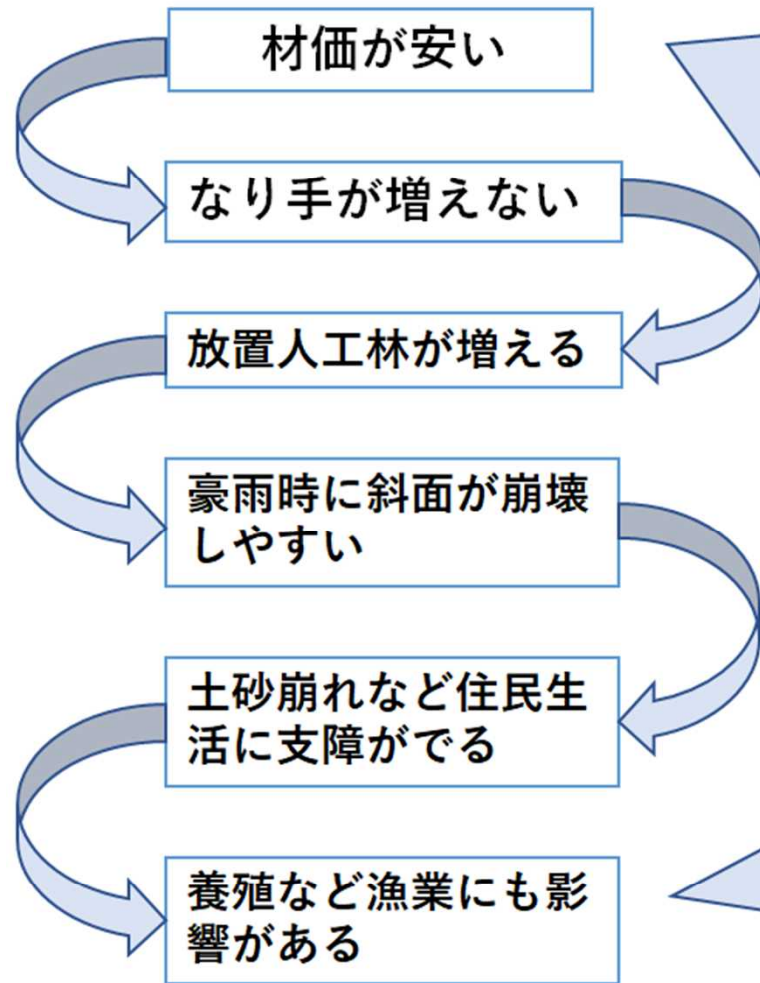 材価が安い
なり手が増えない
放置人工林が増える
豪雨時に斜面が崩壊
しやすい
土砂崩れなど住民生
活に支障がでる
養殖など漁業にも影
響がある